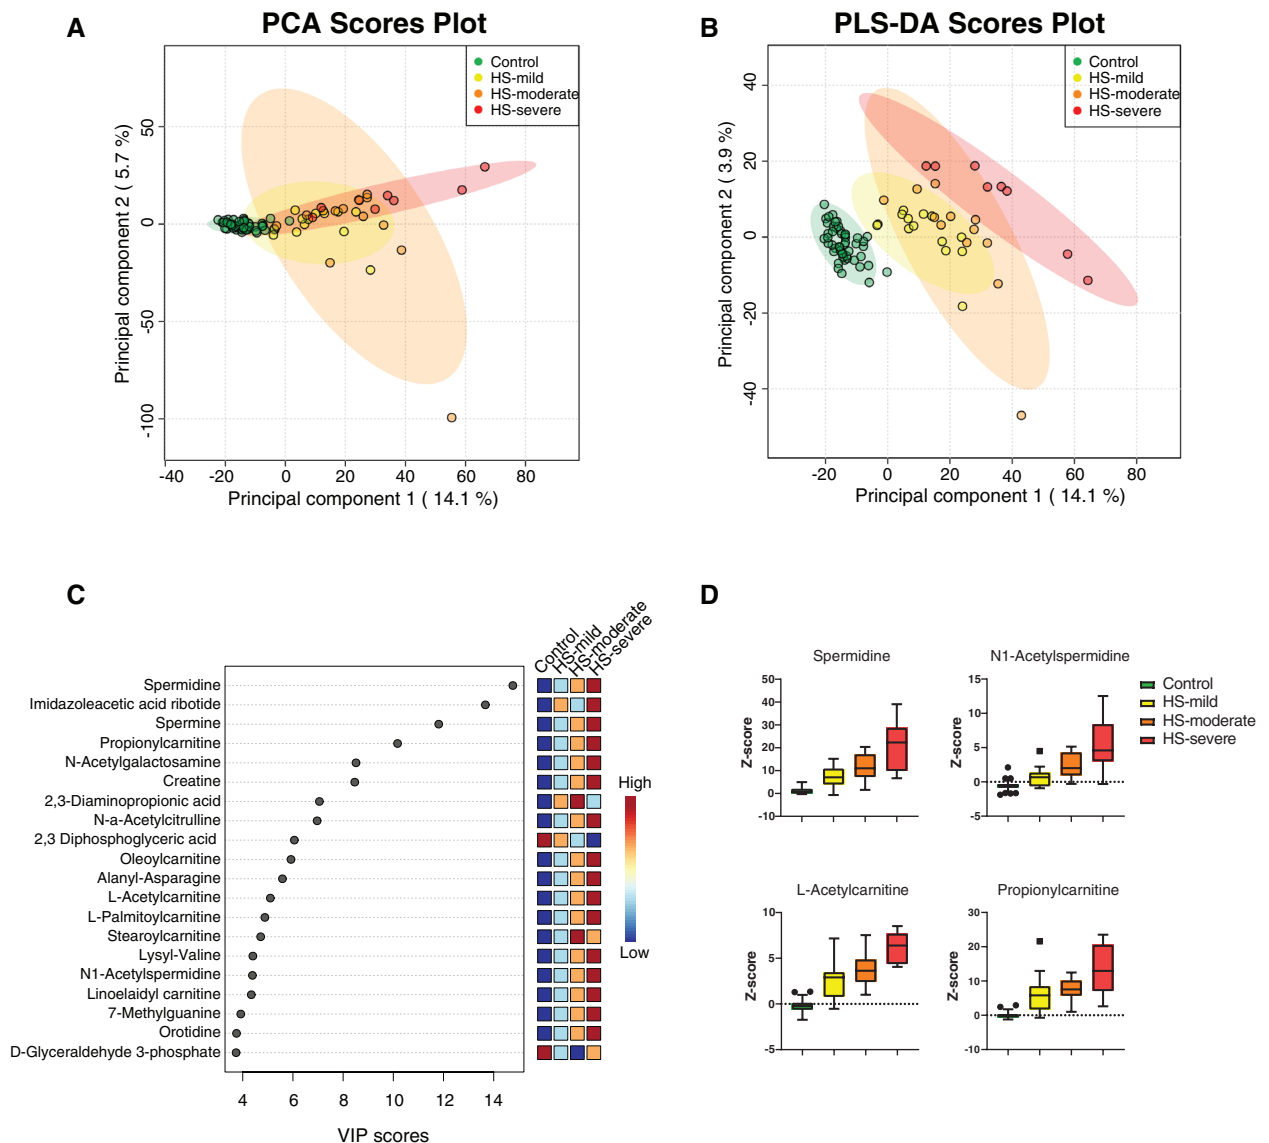 A
PCA Scores Plot
Control
HS-mild
HS-moderate
HS-severe
Principal component 2 ( 5.7 %)
50
0
-50
-100
-40 -20 0 20 40 60 80
Principal component 1 ( 14.1 %)
B
PLS-DA Scores Plot
Control
HS-mild
HS-moderate
HS-severe
Principal component 2 ( 3.9 %)
40
20
0
-20
-40
-20 0 20 40 60 80
Principal component 1 ( 14.1 %)
C
Control
HS-mild
HS-moderate
HS-severe
Spermidine
Imidazoleacetic acid ribotide
Spermine
Propionylcarnitine
N-Acetylgalactosamine
Creatine
2,3-Diaminopropionic acid
N-a-Acetylcitrulline
2,3 Diphosphoglyceric acid
Oleoylcarnitine
Alanyl-Asparagine
L-Acetylcarnitine
L-Palmitoylcarnitine
Stearoylcarnitine
Lysyl-Valine
N1-Acetylspermidine
Linoelaidyl carnitine
7-Methylguanine
Orotidine
D-Glyceraldehyde 3-phosphate
4 6 8 10 12 14
VIP scores
High
Low
D
Spermidine
Z-score
50
40
30
20
10
0
-10
N1-Acetylspermidine
Z-score
15
10
5
0
-5
Control
HS-mild
HS-moderate
HS-severe
L-Acetylcarnitine
Z-score
10
5
0
-5
Propionylcarnitine
Z-score
30
20
10
0
-10